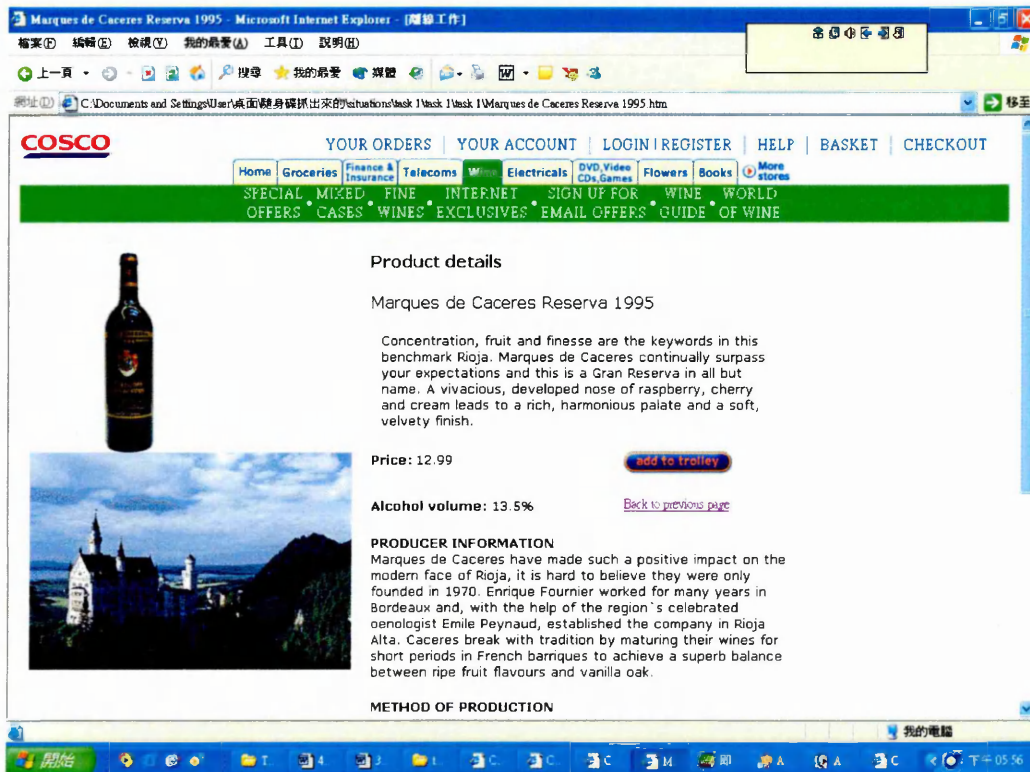 Marques de Caceres Reserva 1995 - Microsoft Internet Explorer - [離線工作]
檔案(F) 編輯(E) 檢視(V) 我的最愛(A) 工具(I) 說明(H)
上一頁 搜尋 我的最愛 媒體
網址(D) C:\Documents and Settings\User\桌面\隨身碟抓出來的\situations\task 1\task 1\task 1\Marques de Caceres Reserva 1995.htm 移至
COSCO
YOUR ORDERS | YOUR ACCOUNT | LOGIN | REGISTER | HELP | BASKET | CHECKOUT
Home Groceries Finance & Insurance Telecoms Wine Electricals DVD,Video CDs,Games Flowers Books More stores
SPECIAL OFFERS • MIXED CASES • FINE WINES • INTERNET EXCLUSIVES • SIGN UP FOR EMAIL OFFERS • WINE GUIDE • WORLD OF WINE
Product details
Marques de Caceres Reserva 1995
Concentration, fruit and finesse are the keywords in this
benchmark Rioja. Marques de Caceres continually surpass
your expectations and this is a Gran Reserva in all but
name. A vivacious, developed nose of raspberry, cherry
and cream leads to a rich, harmonious palate and a soft,
velvety finish.
Price: 12.99 add to trolley
Alcohol volume: 13.5% Back to previous page
PRODUCER INFORMATION
Marques de Caceres have made such a positive impact on the
modern face of Rioja, it is hard to believe they were only
founded in 1970. Enrique Fournier worked for many years in
Bordeaux and, with the help of the region`s celebrated
oenologist Emile Peynaud, established the company in Rioja
Alta. Caceres break with tradition by maturing their wines for
short periods in French barriques to achieve a superb balance
between ripe fruit flavours and vanilla oak.
METHOD OF PRODUCTION
我的電腦
開始 T... 4... 3... t... C... C... C M 即 A A C 下午 05:56